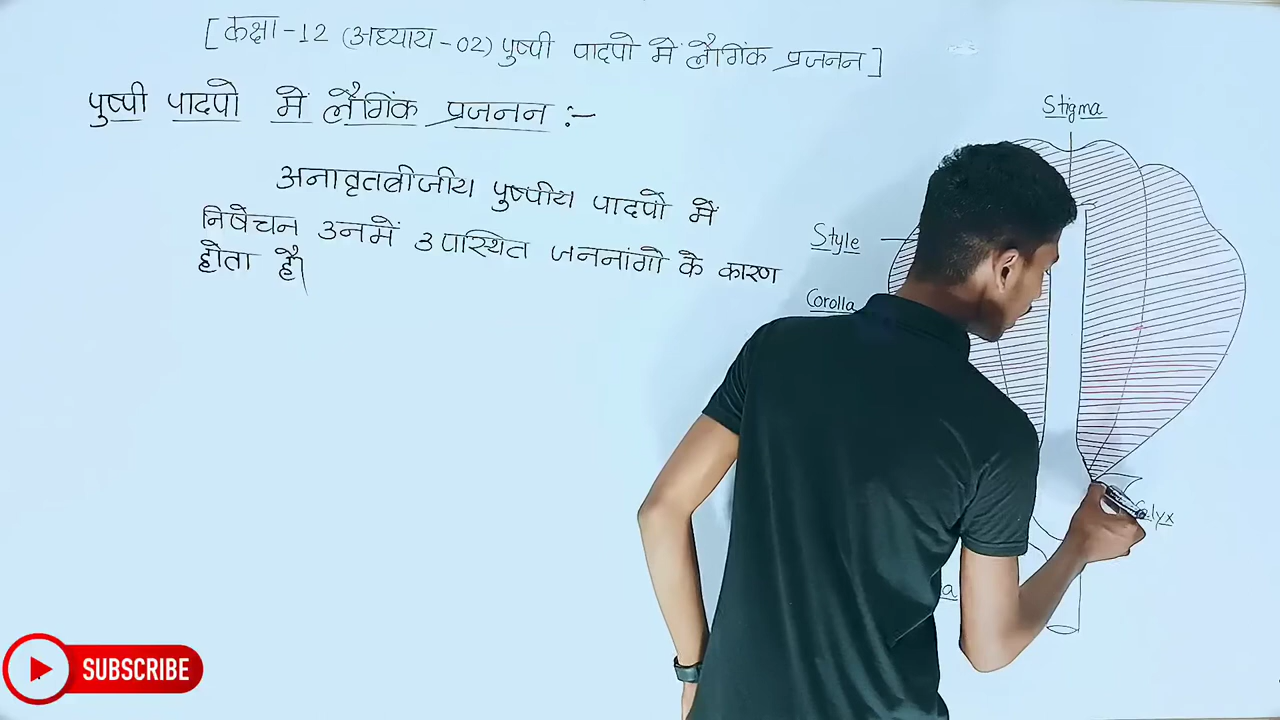 [ कक्षा -12 (अध्याय -02) पुष्पी पादपो में लैगिंक प्रजनन ]
पुष्पी पादपो में लैगिंक प्रजनन :-
अनावृतबीजीय पुष्पीय पादपों में
निषेचन उनमें उपास्थित जननांगो के कारण
होता है।
Stigma
Style
Corolla
SUBSCRIBE